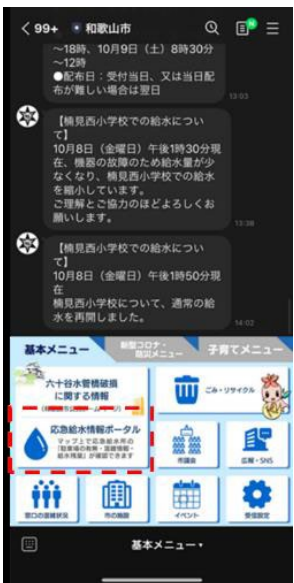 99+
和歌山市
～18時、10月9日（土）8時30分
～12時
●配布日：受付当日、又は当日配
布が難しい場合は翌日
13:03
【楠見西小学校での給水につい
て】
10月8日（金曜日）午後1時30分現
在、機器の故障のため給水量が少
なくなり、楠見西小学校での給水
を縮小しています。
ご理解とご協力のほどよろしくお
願いします。
13:38
【楠見西小学校での給水につい
て】
10月8日（金曜日）午後1時50分現
在
楠見西小学校について、通常の給
水を再開しました。
14:02
基本メニュー
新型コロナ・
防災メニュー
子育てメニュー
六十谷水管橋破損
に関する情報
ごみ・リサイクル
応急給水情報ポータル
マップ上で応急給水所の
「駐車場の有無・混雑情報・
給水残量」が確認できます
市議会
広報・SNS
窓口の混雑状況
市の施設
イベント
受信設定
基本メニュー